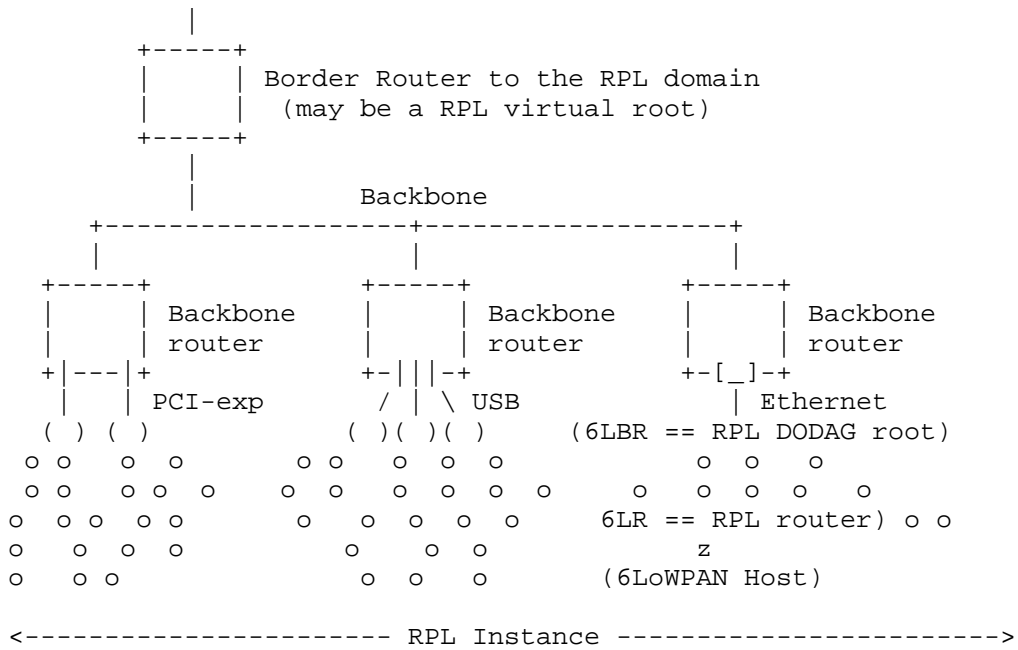 Border Router to the RPL domain
(may be a RPL virtual root)
Backbone
Backbone Backbone Backbone
router router router
PCI-exp USB Ethernet
( ) ( ) ( )( )( ) (6LBR == RPL DODAG root)
o o o o o o o o o o o o
o o o o o o o o o o o o o o o o
o o o o o o o o o o 6LR == RPL router) o o
o o o o o o o z
o o o o o o (6LoWPAN Host)
<------------------------ RPL Instance ------------------------>